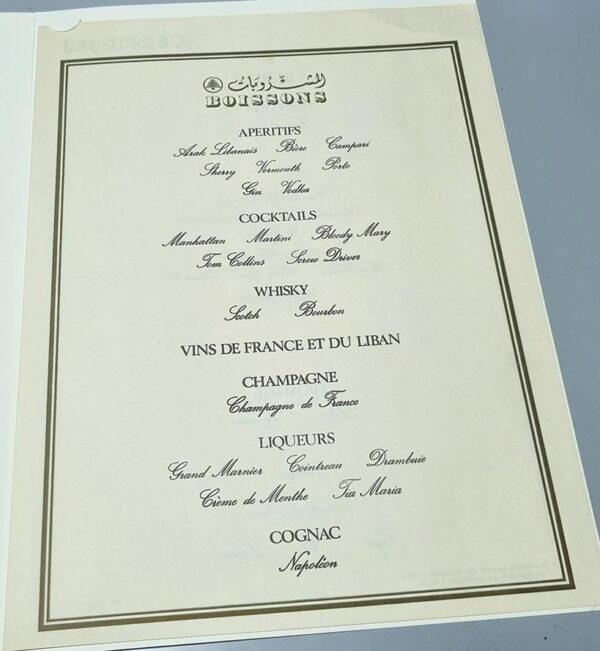 المشروبات
BOISSONS
APERITIFS
Arak Libanais Bière Campari
Sherry Vermouth Porto
Gin Vodka
COCKTAILS
Manhattan Martini Bloody Mary
Tom Collins Screw Driver
WHISKY
Scotch Bourbon
VINS DE FRANCE ET DU LIBAN
CHAMPAGNE
Champagne de France
LIQUEURS
Grand Marnier Cointreau Drambuie
Crème de Menthe Tia Maria
COGNAC
Napoléon